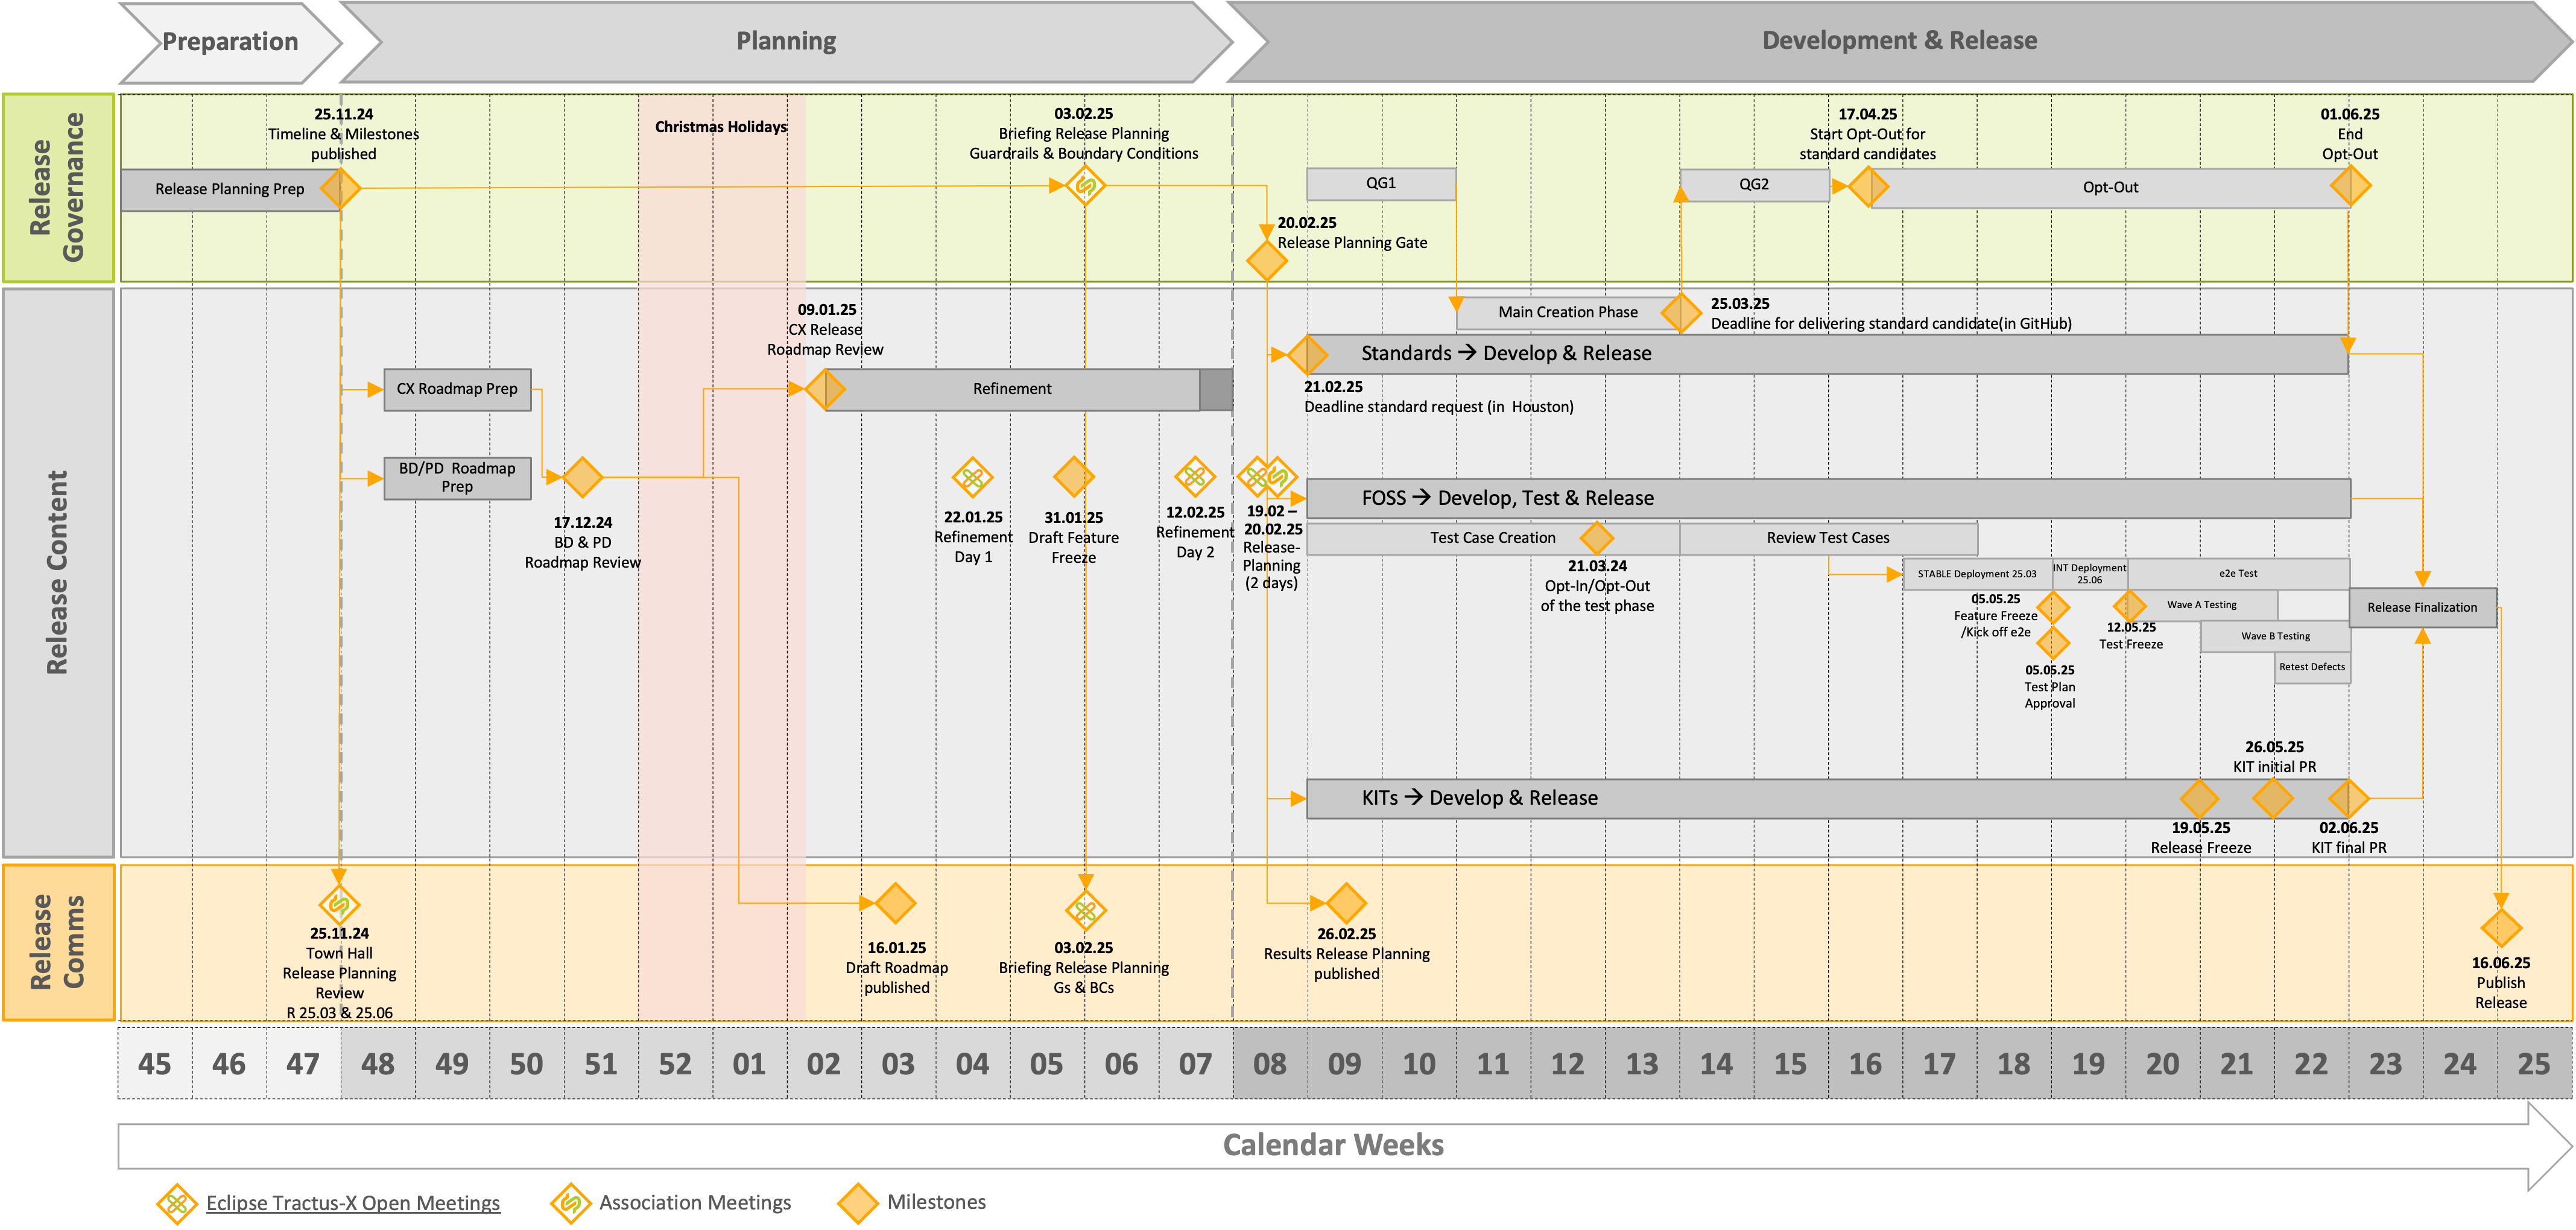 Preparation
Planning
Development & Release
Release
Governance
25.11.24
Timeline & Milestones
published
Release Planning Prep
Christmas Holidays
03.02.25
Briefing Release Planning
Guardrails & Boundary Conditions
20.02.25
Release Planning Gate
QG1
QG2
17.04.25
Start Opt-Out for
standard candidates
Opt-Out
01.06.25
End
Opt-Out
Release Content
Main Creation Phase
25.03.25
Deadline for delivering standard candidate(in GitHub)
Standards → Develop & Release
21.02.25
Deadline standard request (in Houston)
09.01.25
CX Release
Roadmap Review
CX Roadmap Prep
Refinement
BD/PD Roadmap
Prep
17.12.24
BD & PD
Roadmap Review
22.01.25
Refinement
Day 1
31.01.25
Draft Feature
Freeze
12.02.25
Refinement
Day 2
19.02 –
20.02.25
Release-
Planning
(2 days)
FOSS → Develop, Test & Release
Test Case Creation
21.03.24
Opt-In/Opt-Out
of the test phase
Review Test Cases
STABLE Deployment 25.03
INT Deployment
25.06
e2e Test
05.05.25
Feature Freeze
/Kick off e2e
Wave A Testing
12.05.25
Test Freeze
Wave B Testing
Retest Defects
05.05.25
Test Plan
Approval
Release Finalization
26.05.25
KIT initial PR
KITs → Develop & Release
19.05.25
Release Freeze
02.06.25
KIT final PR
Release
Comms
25.11.24
Town Hall
Release Planning
Review
R 25.03 & 25.06
16.01.25
Draft Roadmap
published
03.02.25
Briefing Release Planning
Gs & BCs
26.02.25
Results Release Planning
published
16.06.25
Publish
Release
45 46 47 48 49 50 51 52 01 02 03 04 05 06 07 08 09 10 11 12 13 14 15 16 17 18 19 20 21 22 23 24 25
Calendar Weeks
Eclipse Tractus-X Open Meetings
Association Meetings
Milestones